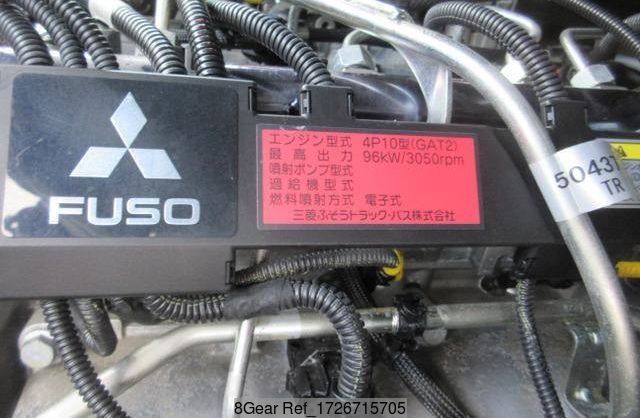 FUSO
エンジン型式 4P10型(GAT2)
最高出力 96kW/3050rpm
噴射ポンプ型式
過給機型式
燃料噴射方式 電子式
三菱ふそうトラック・バス株式会社
5043
TR
8Gear Ref_1726715705